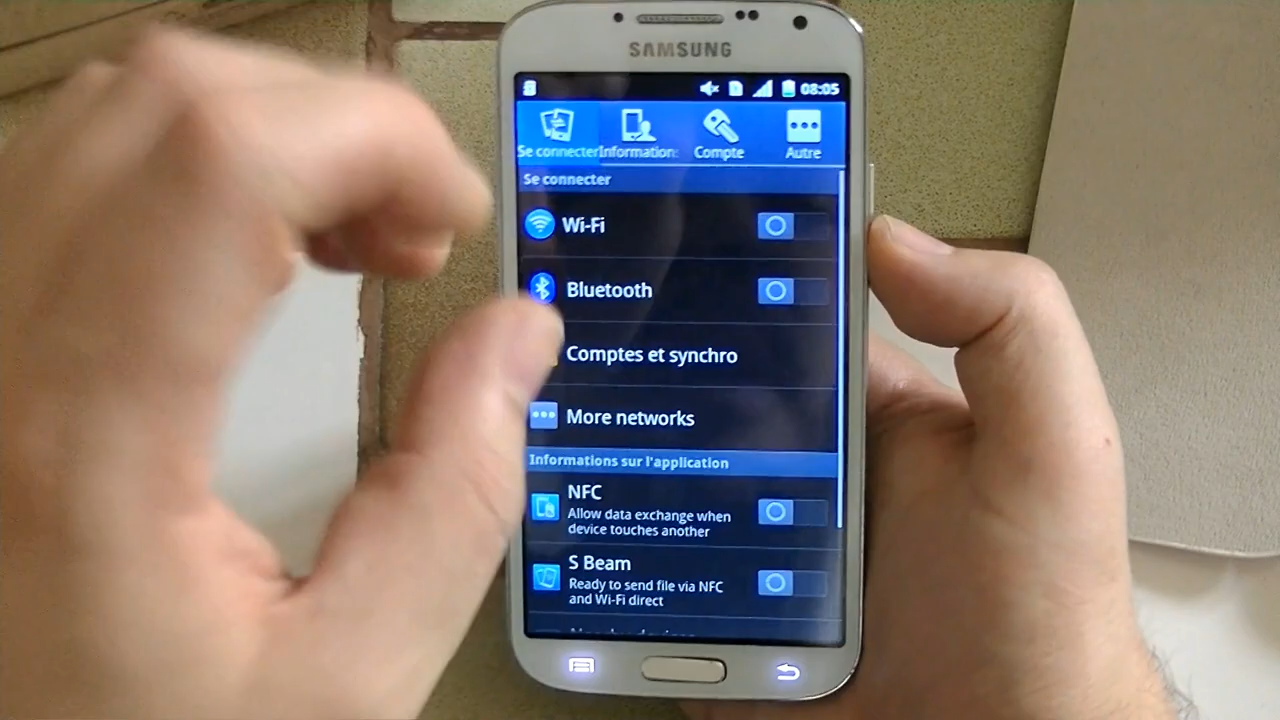 SAMSUNG
08:05
Se connecter
Information
Compte
Autre
Se connecter
Wi-Fi
Bluetooth
Comptes et synchro
More networks
Informations sur l'application
NFC
Allow data exchange when
device touches another
S Beam
Ready to send file via NFC
and Wi-Fi direct